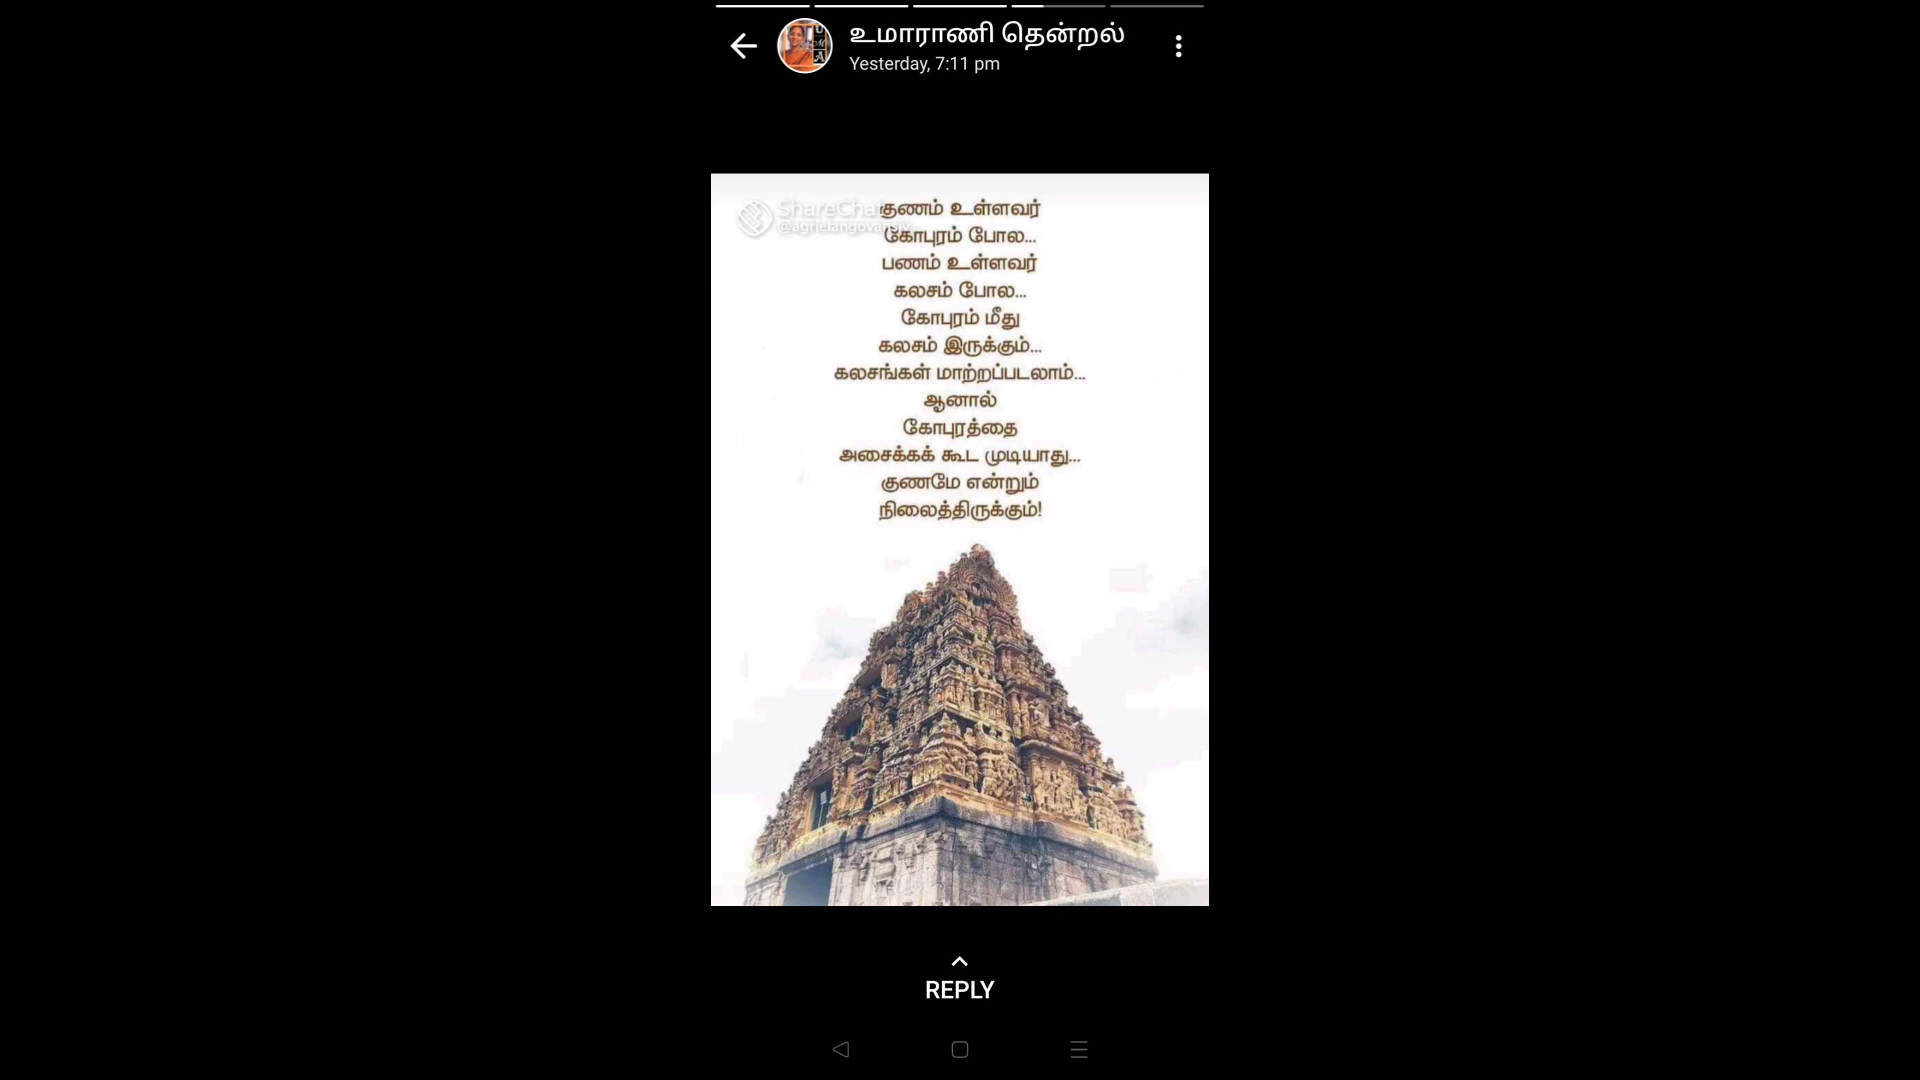 உமாராணி தென்றல்
Yesterday, 7:11 pm
ShareChat
குணம் உள்ளவர்
கோபுரம் போல...
பணம் உள்ளவர்
கலசம் போல...
கோபுரம் மீது
கலசம் இருக்கும்...
கலசங்கள் மாற்றப்படலாம்...
ஆனால்
கோபுரத்தை
அசைக்கக் கூட முடியாது...
குணமே என்றும்
நிலைத்திருக்கும்!
REPLY